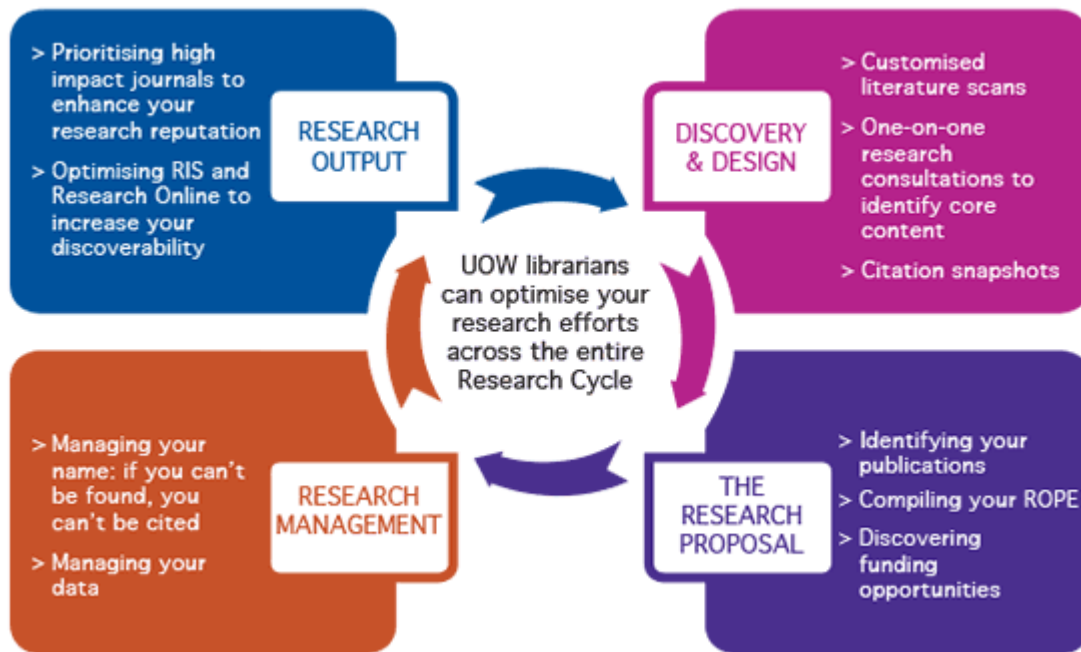 > Prioritising high
impact journals to
enhance your
research reputation
> Optimising RIS and
Research Online to
increase your
discoverability
RESEARCH
OUTPUT
DISCOVERY
& DESIGN
> Customised
literature scans
> One-on-one
research
consultations to
identify core
content
> Citation snapshots
UOW librarians
can optimise your
research efforts
across the entire
Research Cycle
> Managing your
name: if you can't
be found, you
can't be cited
> Managing your
data
RESEARCH
MANAGEMENT
THE
RESEARCH
PROPOSAL
> Identifying your
publications
> Compiling your ROPE
> Discovering
funding
opportunities